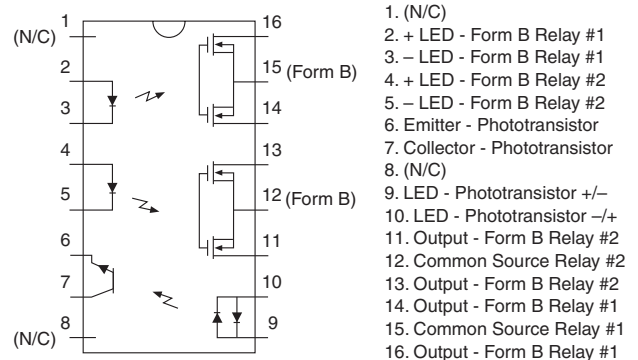 1
(N/C)
2
3
4
5
6
7
8
(N/C)
16
15 (Form B)
14
13
12 (Form B)
11
10
9
1. (N/C)
2. + LED - Form B Relay #1
3. – LED - Form B Relay #1
4. + LED - Form B Relay #2
5. – LED - Form B Relay #2
6. Emitter - Phototransistor
7. Collector - Phototransistor
8. (N/C)
9. LED - Phototransistor +/–
10. LED - Phototransistor –/+
11. Output - Form B Relay #2
12. Common Source Relay #2
13. Output - Form B Relay #2
14. Output - Form B Relay #1
15. Common Source Relay #1
16. Output - Form B Relay #1